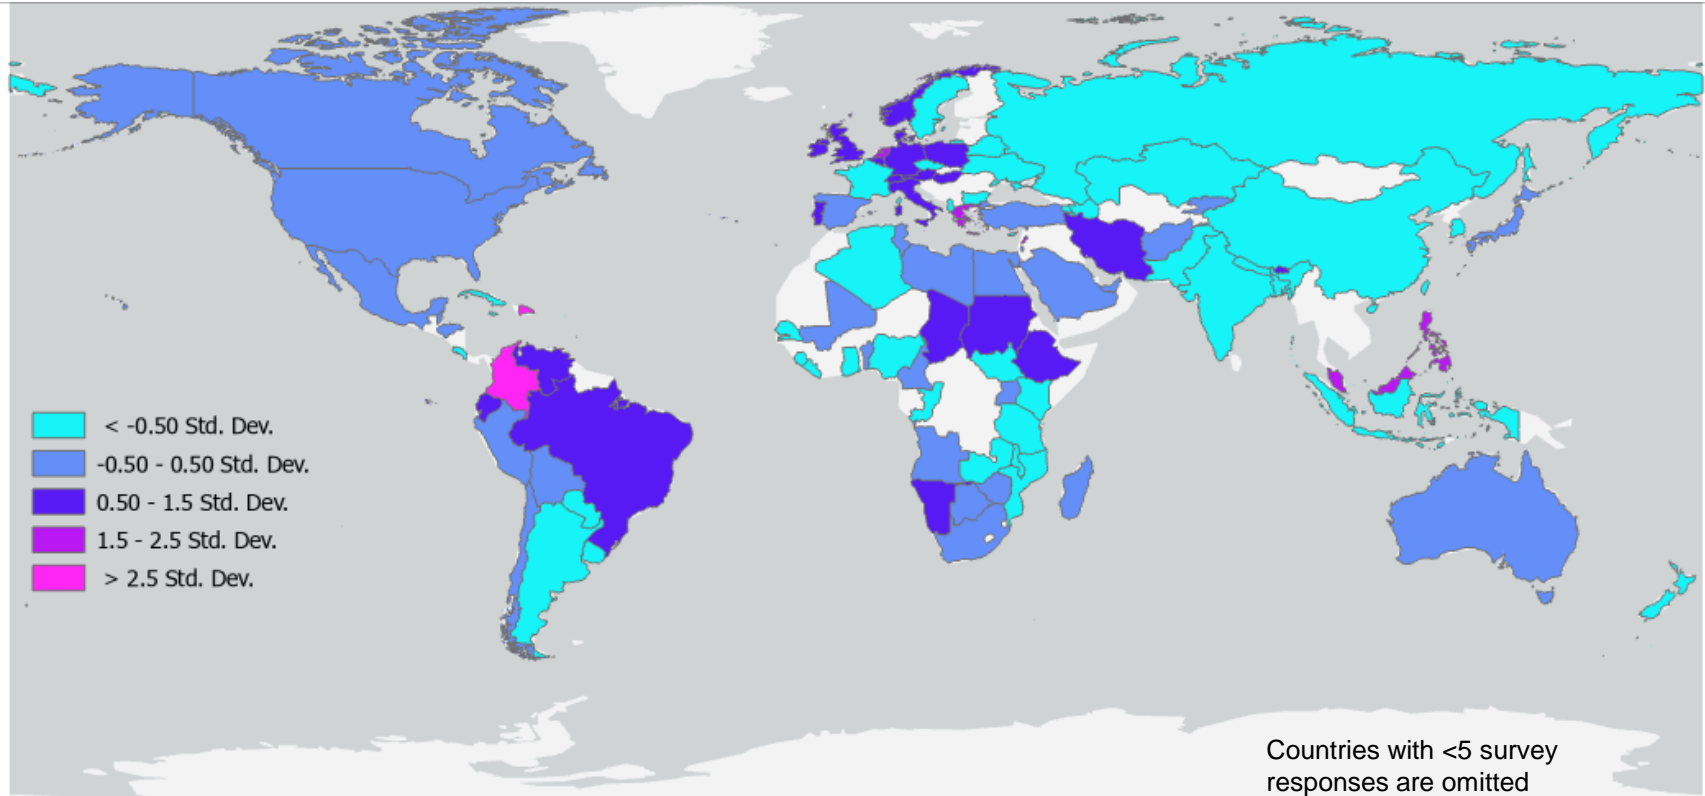 < -0.50 Std. Dev.
-0.50 - 0.50 Std. Dev.
0.50 - 1.5 Std. Dev.
1.5 - 2.5 Std. Dev.
> 2.5 Std. Dev.
Countries with <5 survey
responses are omitted